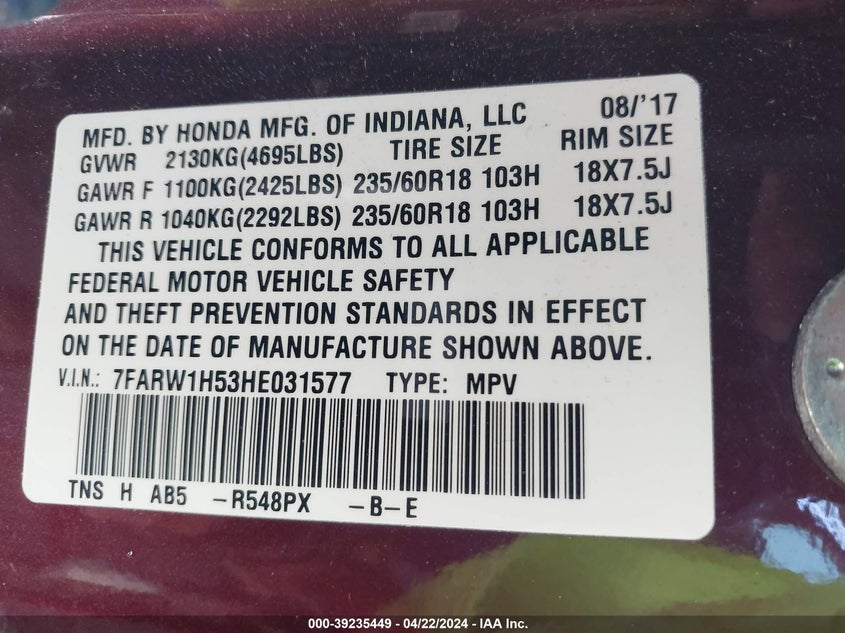 MFD. BY HONDA MFG. OF INDIANA, LLC 08/'17
GVWR 2130KG(4695LBS) TIRE SIZE RIM SIZE
GAWR F 1100KG(2425LBS) 235/60R18 103H 18X7.5J
GAWR R 1040KG(2292LBS) 235/60R18 103H 18X7.5J
THIS VEHICLE CONFORMS TO ALL APPLICABLE
FEDERAL MOTOR VEHICLE SAFETY
AND THEFT PREVENTION STANDARDS IN EFFECT
ON THE DATE OF MANUFACTURE SHOWN ABOVE.
V.I.N.: 7FARW1H53HE031577 TYPE: MPV
TNS H AB5 -R548PX -B-E
000-39235449 - 04/22/2024 - IAA Inc.